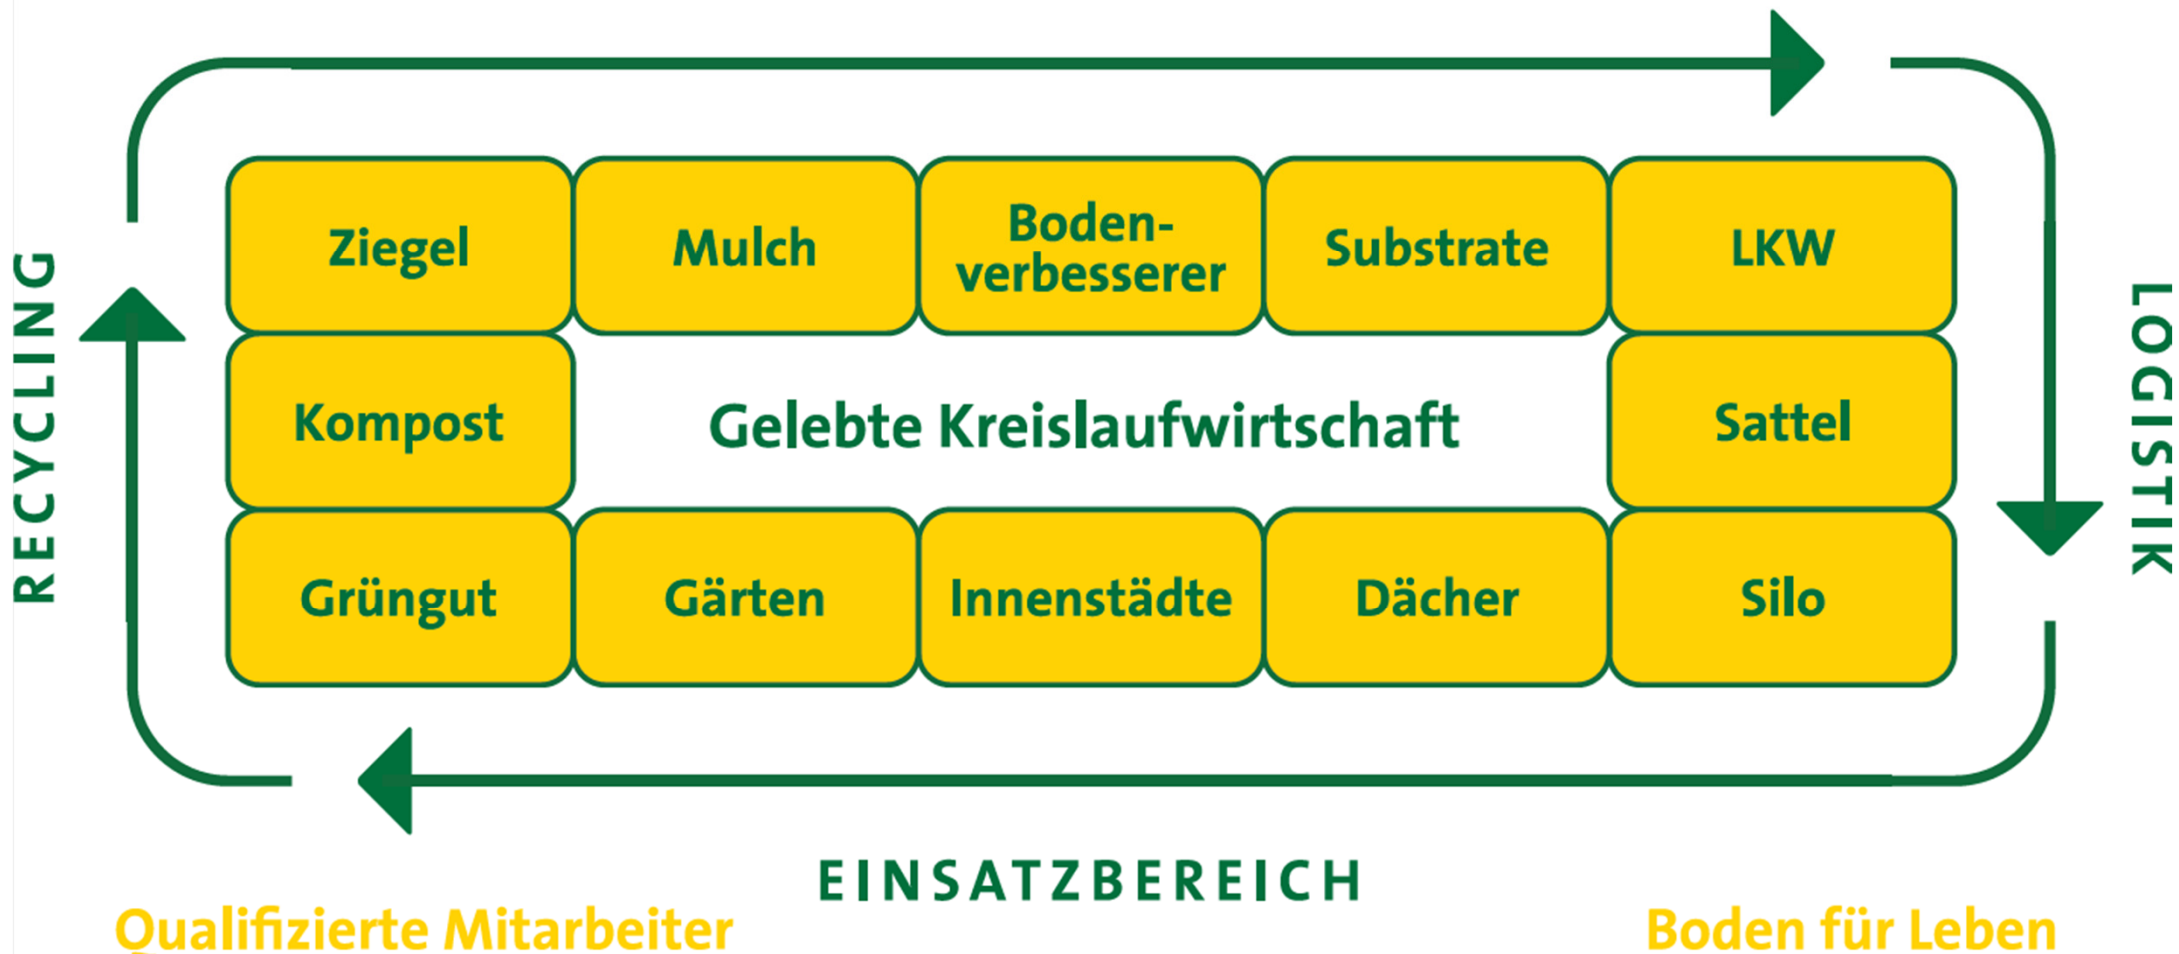 RECYCLING
Ziegel
Mulch
Boden-
verbesserer
Substrate
LKW
LOGISTIK
Kompost
Gelebte Kreislaufwirtschaft
Sattel
Grüngut
Gärten
Innenstädte
Dächer
Silo
EINSATZBEREICH
Qualifizierte Mitarbeiter
Boden für Leben